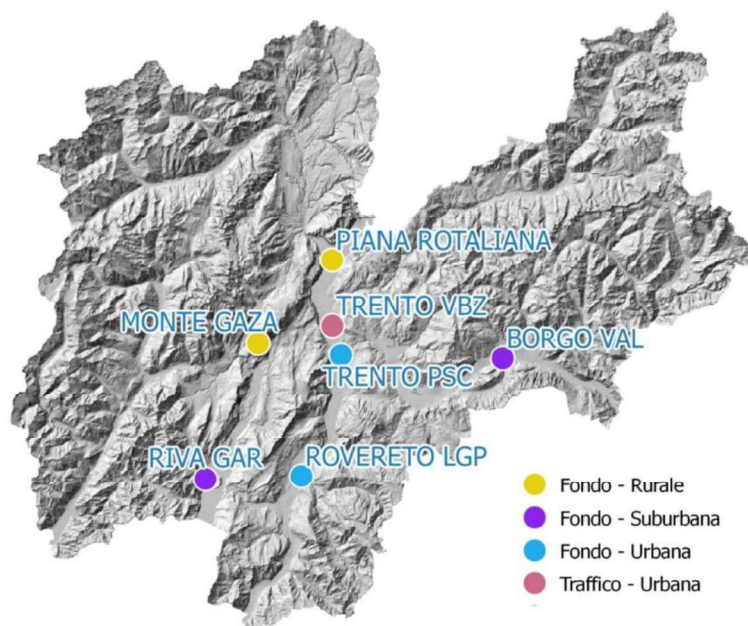 PIANA ROTALIANA
TRENTO VBZ
MONTE GAZA
BORGO VAL
TRENTO PSC
RIVA GAR
ROVERETO LGP
Fondo - Rurale
Fondo - Suburbana
Fondo - Urbana
Traffico - Urbana